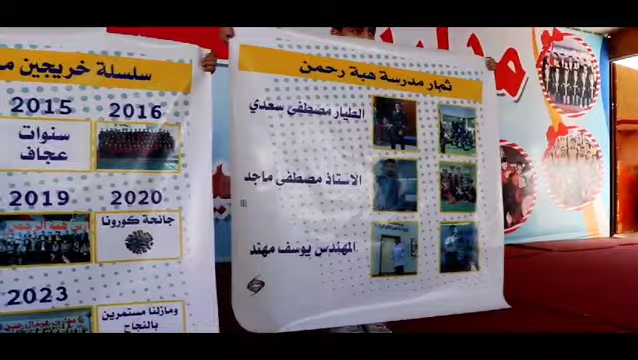 ثمار مدرسة هبة رحمن
الطيار مصطفى سعدي
الاستاذ مصطفى ماجد
المهندس يوسف مهند
سلسلة خريجين
2015
2016
سنوات
عجاف
2019
2020
جائحة كورونا
2023
ومازلنا مستمرين
بالنجاح